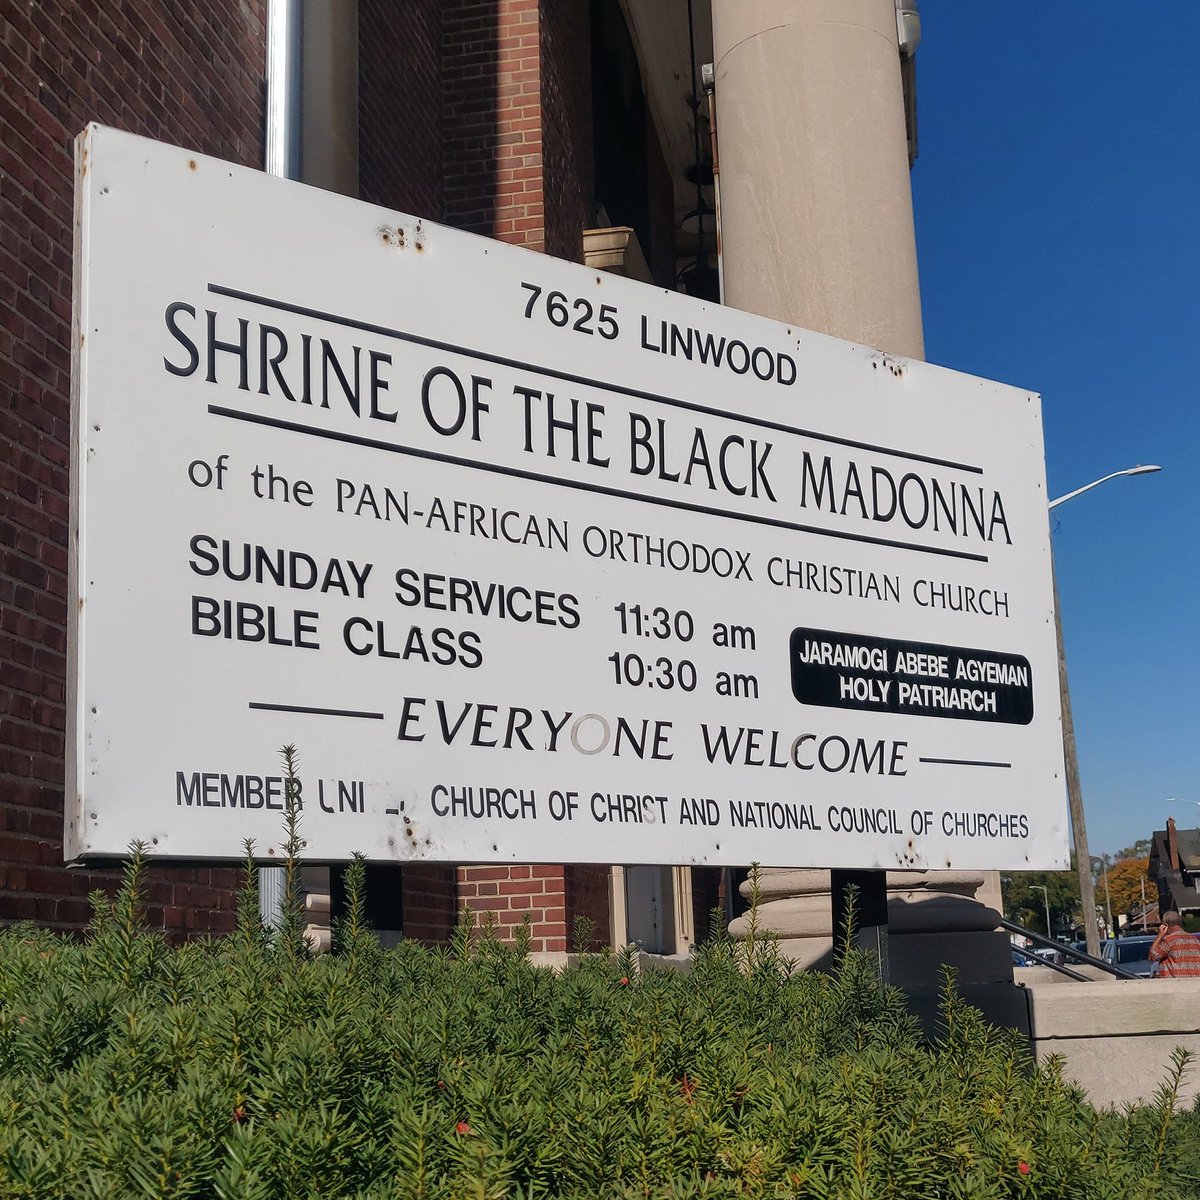 7625 LINWOOD
SHRINE OF THE BLACK MADONNA
of the PAN-AFRICAN ORTHODOX CHRISTIAN CHURCH
SUNDAY SERVICES 11:30 am
BIBLE CLASS 10:30 am
JARAMOGI ABEBE AGYEMAN
HOLY PATRIARCH
EVERYONE WELCOME
MEMBER CHURCH OF CHRIST AND NATIONAL COUNCIL OF CHURCHES